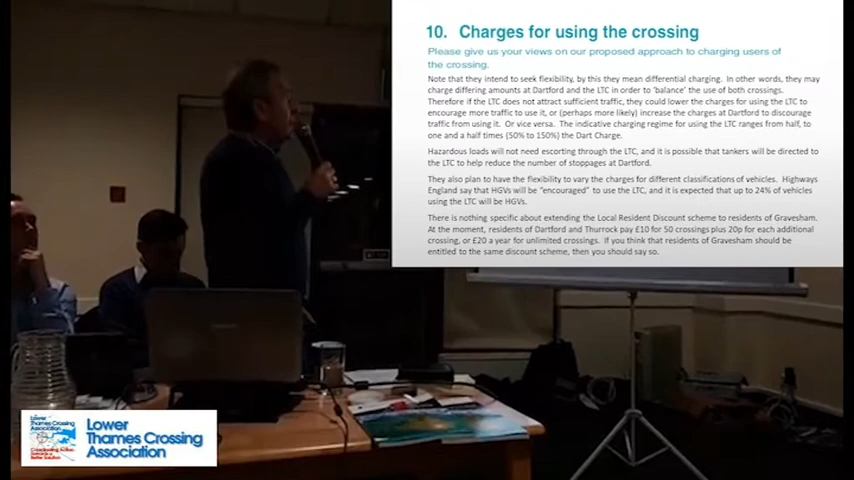 10. Charges for using the crossing
Please give us your views on our proposed approach to charging users of
the crossing.
Note that they intend to seek flexibility, by this they mean differential charging. In other words, they may
charge differing amounts at Dartford and the LTC in order to 'balance' the use of both crossings.
Therefore if the LTC does not attract sufficient traffic, they could lower the charges for using the LTC to
encourage more traffic to use it, or (perhaps more likely) increase the charges at Dartford to discourage
traffic from using it. Or vice versa. The indicative charging regime for using the LTC ranges from half, to
one and a half times (50% to 150%) the Dart Charge.
Hazardous loads will not need escorting through the LTC, and it is possible that tankers will be directed to
the LTC to help reduce the number of stoppages at Dartford.
They also plan to have the flexibility to vary the charges for different classifications of vehicles. Highways
England say that HGVs will be "encouraged" to use the LTC, and it is expected that up to 24% of vehicles
using the LTC will be HGVs.
There is nothing specific about extending the Local Resident Discount scheme to residents of Gravesham.
At the moment, residents of Dartford and Thurrock pay £10 for 50 crossings plus 20p for each additional
crossing, or £20 a year for unlimited crossings. If you think that residents of Gravesham should be
entitled to the same discount scheme, then you should say so.
Lower
Thames Crossing
Association